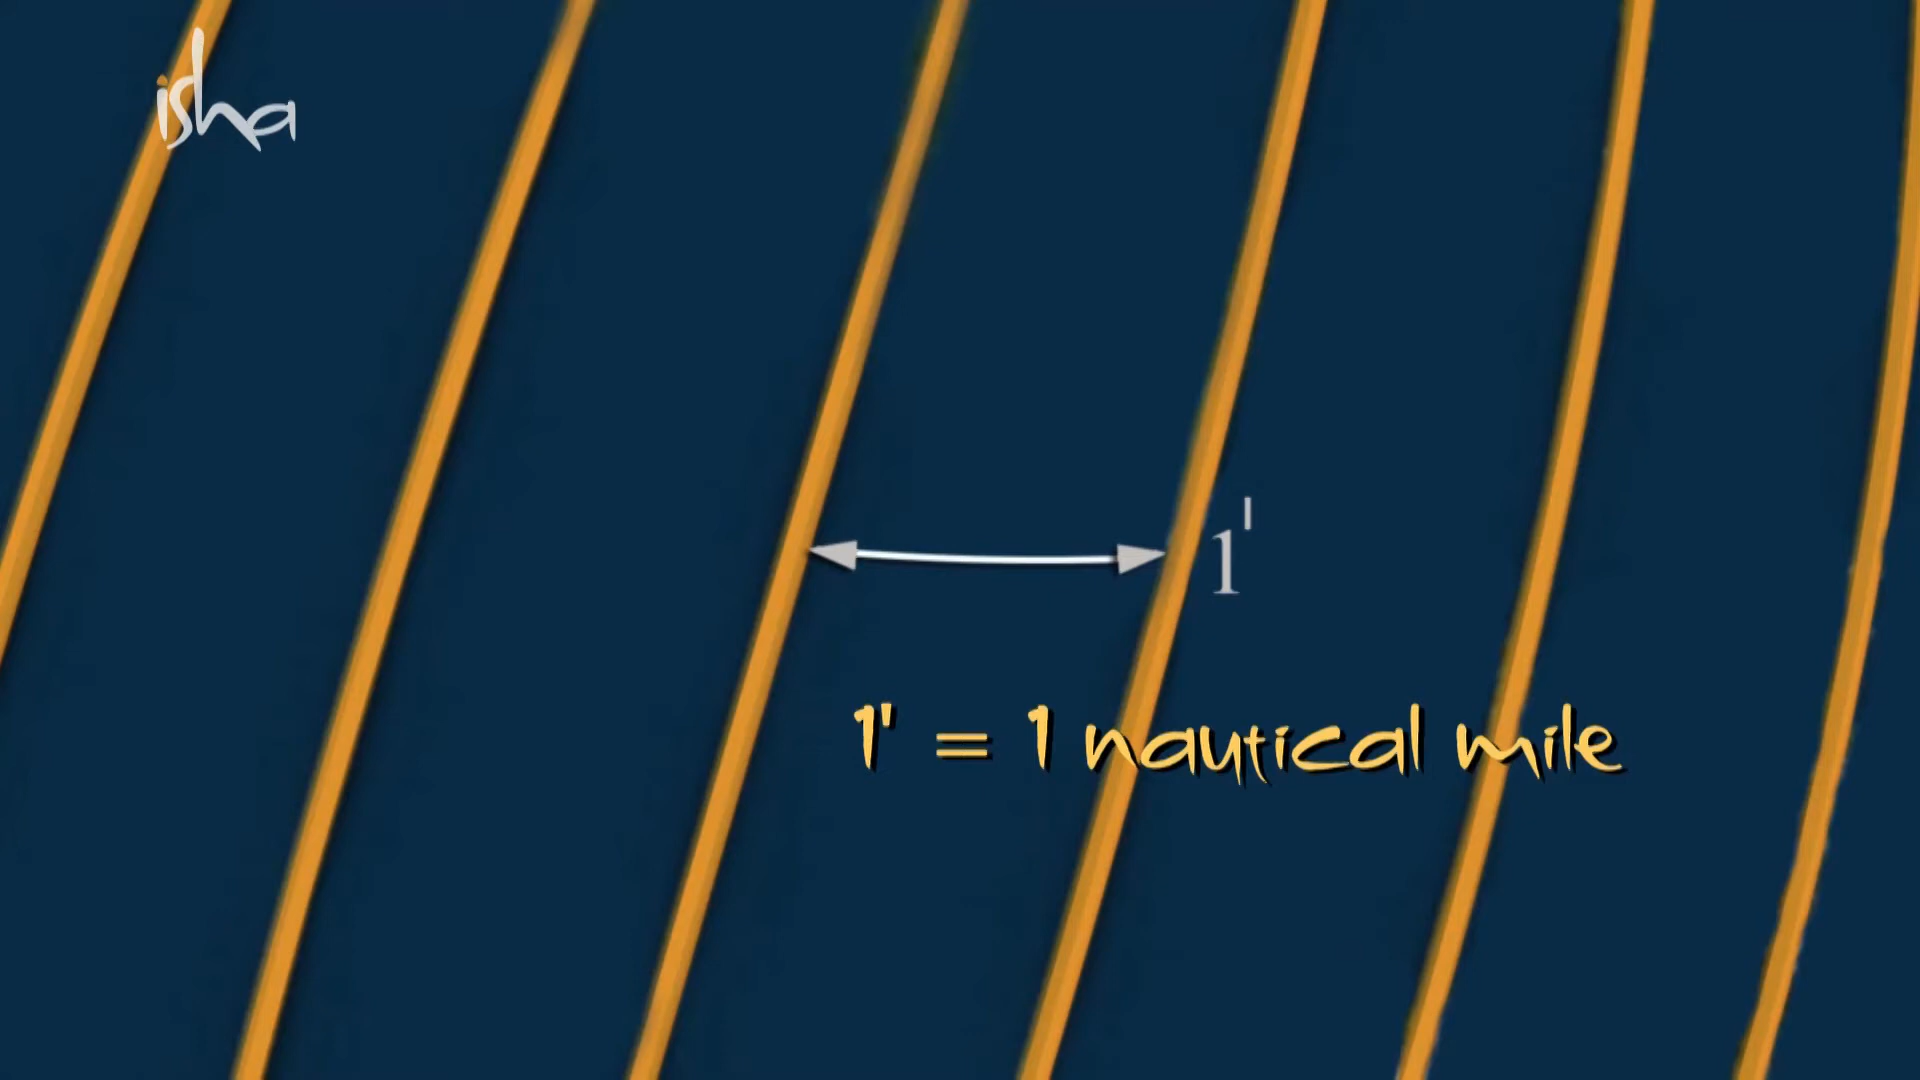 isha
1'
1' = 1 nautical mile